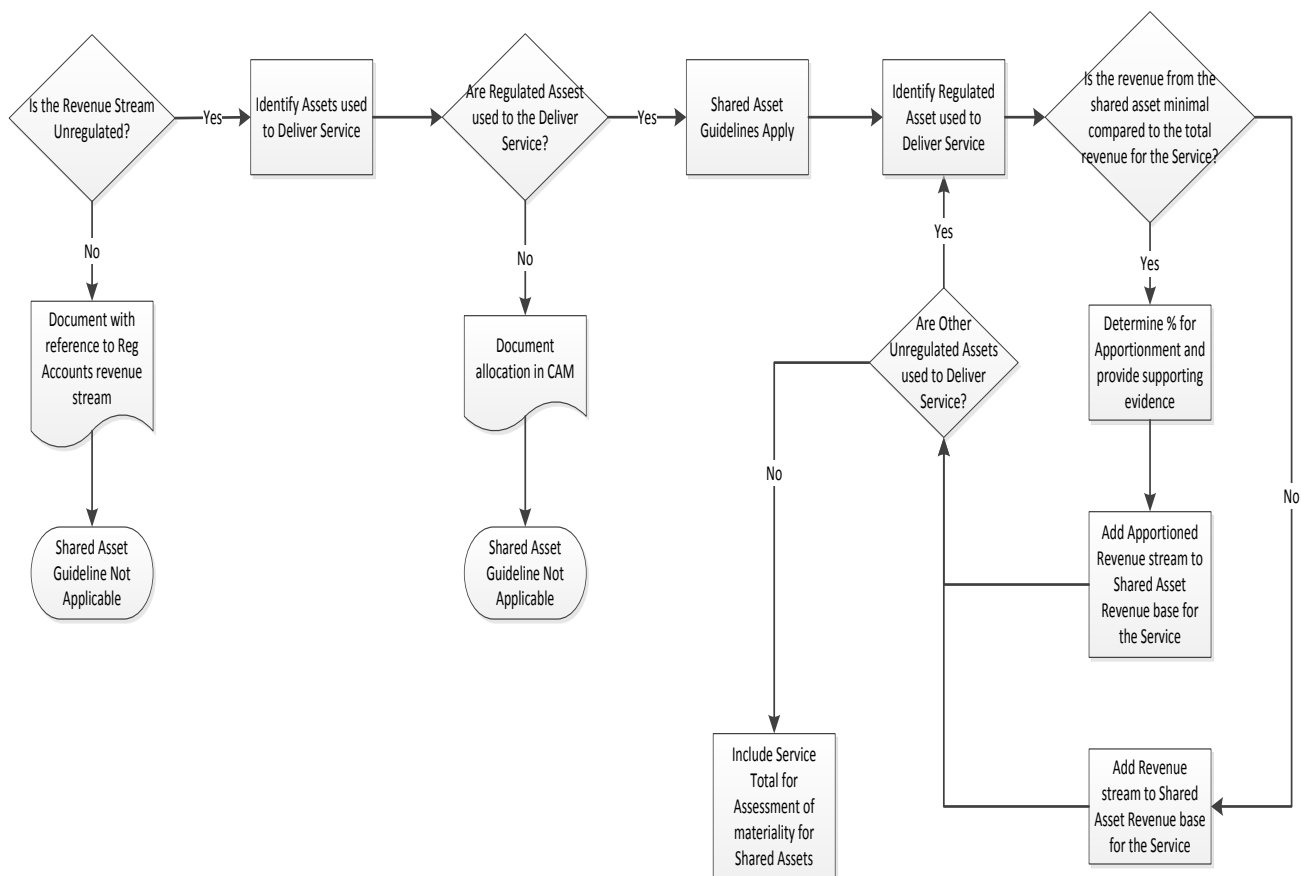 Is the Revenue Stream
Unregulated?
Yes
Identify Assets used
to Deliver Service
Are Regulated Assest
used to the Deliver
Service?
Yes
Shared Asset
Guidelines Apply
Identify Regulated
Asset used to
Deliver Service
Is the revenue from the
shared asset minimal
compared to the total
revenue for the Service?
No
Document with
reference to Reg
Accounts revenue
stream
Shared Asset
Guideline Not
Applicable
No
Document
allocation in CAM
Shared Asset
Guideline Not
Applicable
Yes
Are Other
Unregulated Assets
used to Deliver
Service?
No
Include Service
Total for
Assessment of
materiality for
Shared Assets
Yes
Determine % for
Apportionment and
provide supporting
evidence
Add Apportioned
Revenue stream to
Shared Asset
Revenue base for
the Service
No
Add Revenue
stream to Shared
Asset Revenue base
for the Service